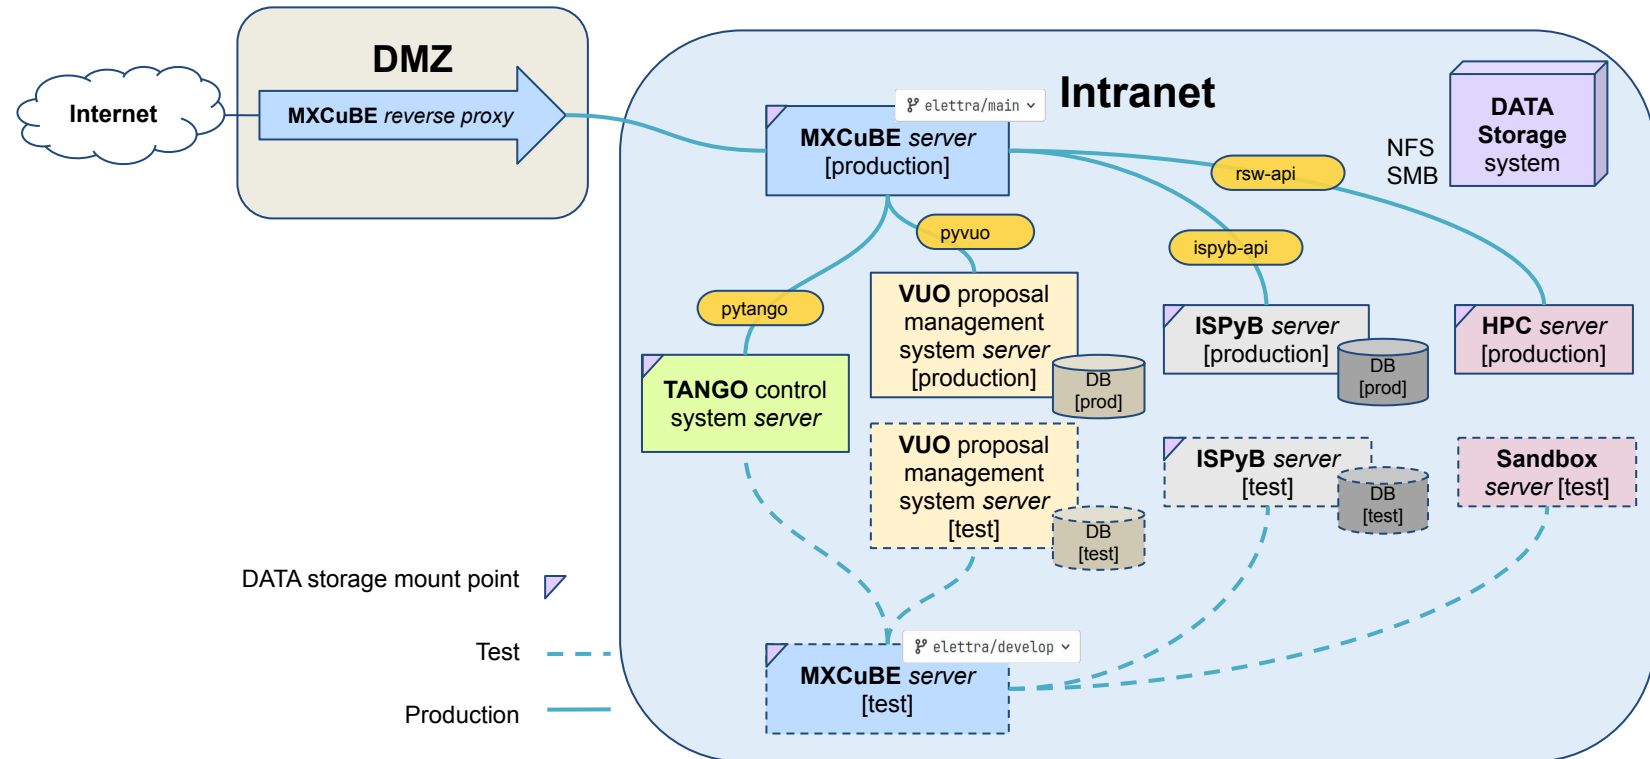 DMZ
Internet
MXCuBE reverse proxy
Intranet
elettra/main
MXCuBE server
[production]
NFS
SMB
DATA
Storage
system
rsw-api
pyvuo
ispyb-api
pytango
VUO proposal
management
system server
[production]
DB
[prod]
ISPyB server
[production]
DB
[prod]
HPC server
[production]
TANGO control
system server
VUO proposal
management
system server
[test]
DB
[test]
ISPyB server
[test]
DB
[test]
Sandbox
server [test]
DATA storage mount point
Test
Production
elettra/develop
MXCuBE server
[test]